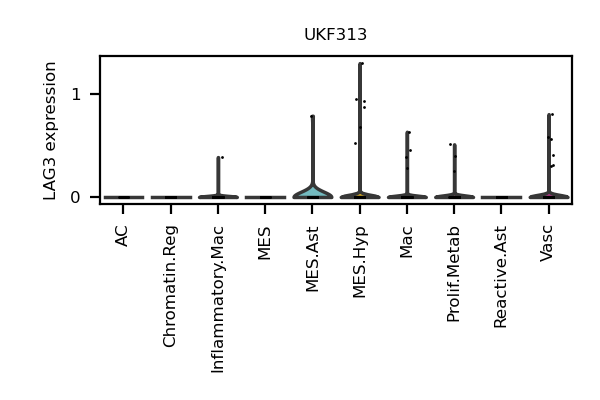 UKF313
LAG3 expression
1
0
AC
Chromatin.Reg
Inflammatory.Mac
MES
MES.Ast
MES.Hyp
Mac
Prolif.Metab
Reactive.Ast
Vasc